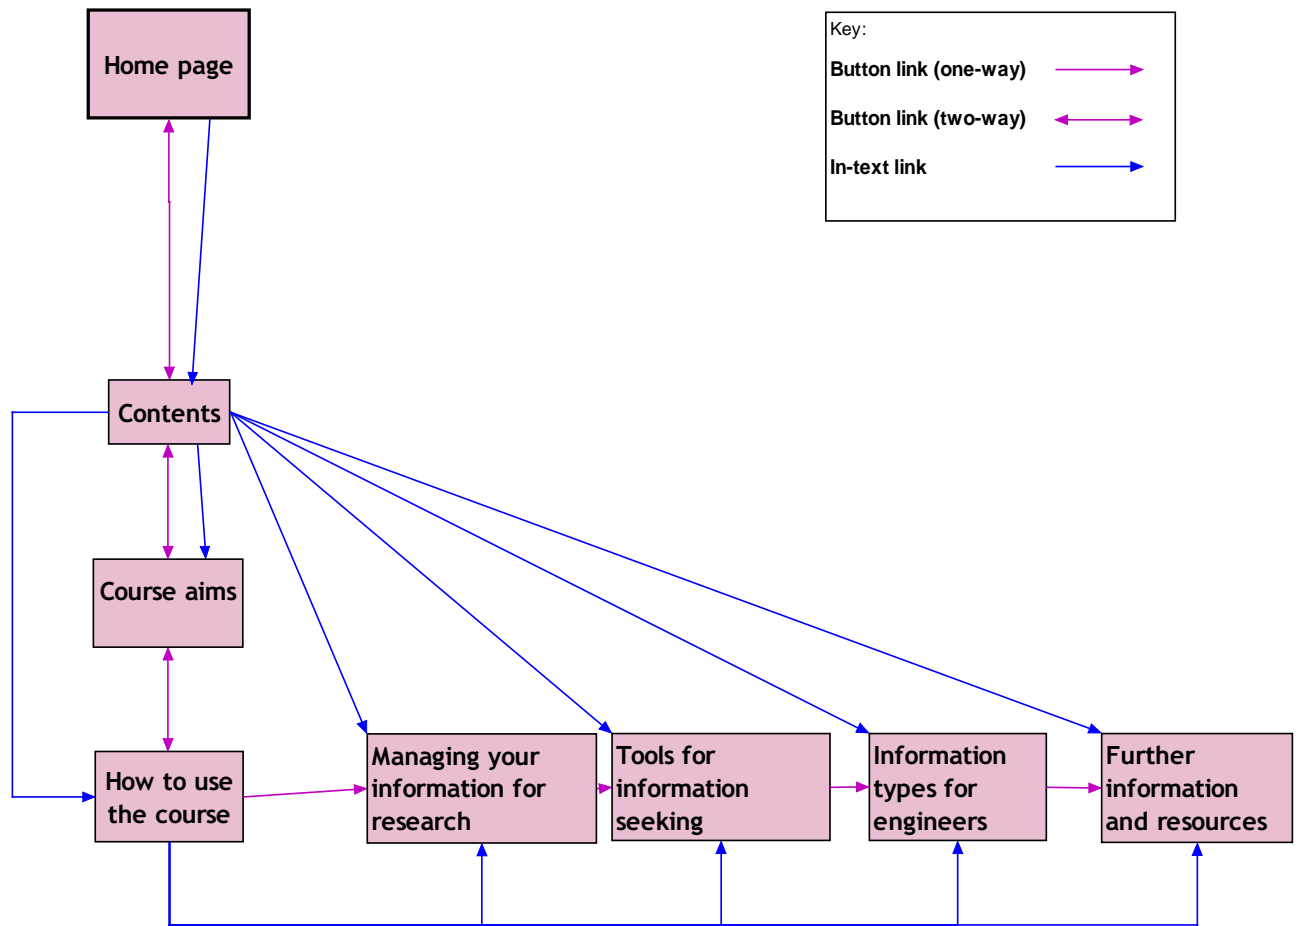 Home page
Key:
Button link (one-way)
Button link (two-way)
In-text link
Contents
Course aims
How to use
the course
Managing your
information for
research
Tools for
information
seeking
Information
types for
engineers
Further
information
and resources